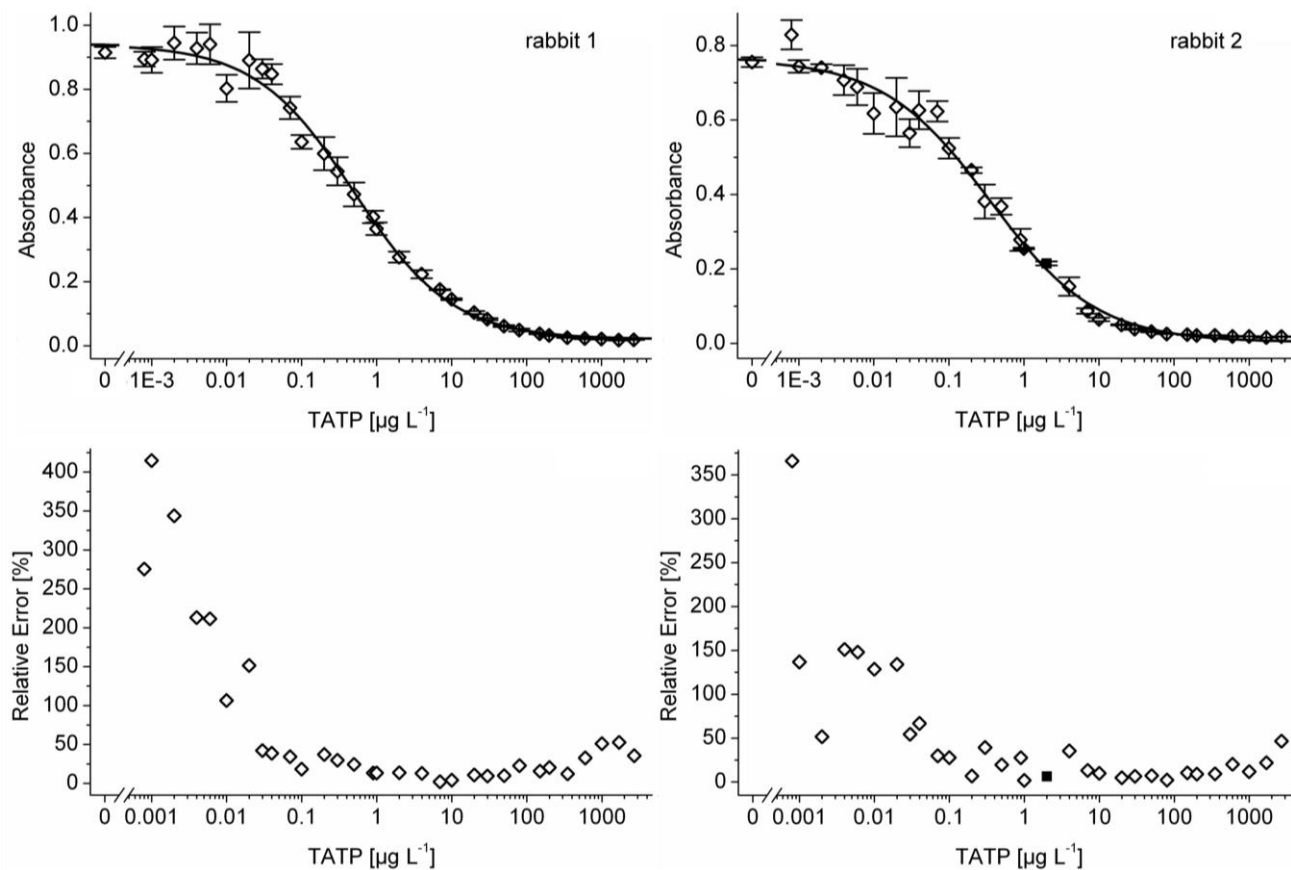 rabbit 1
1.0
0.8
0.6
0.4
0.2
0.0
Absorbance
0 1E-3 0.01 0.1 1 10 100 1000
TATP [µg L⁻¹]
rabbit 2
0.8
0.6
0.4
0.2
0.0
Absorbance
0 1E-3 0.01 0.1 1 10 100 1000
TATP [µg L⁻¹]
400
350
300
250
200
150
100
50
0
Relative Error [%]
0 0.001 0.01 0.1 1 10 100 1000
TATP [µg L⁻¹]
350
300
250
200
150
100
50
0
Relative Error [%]
0 0.001 0.01 0.1 1 10 100 1000
TATP [µg L⁻¹]